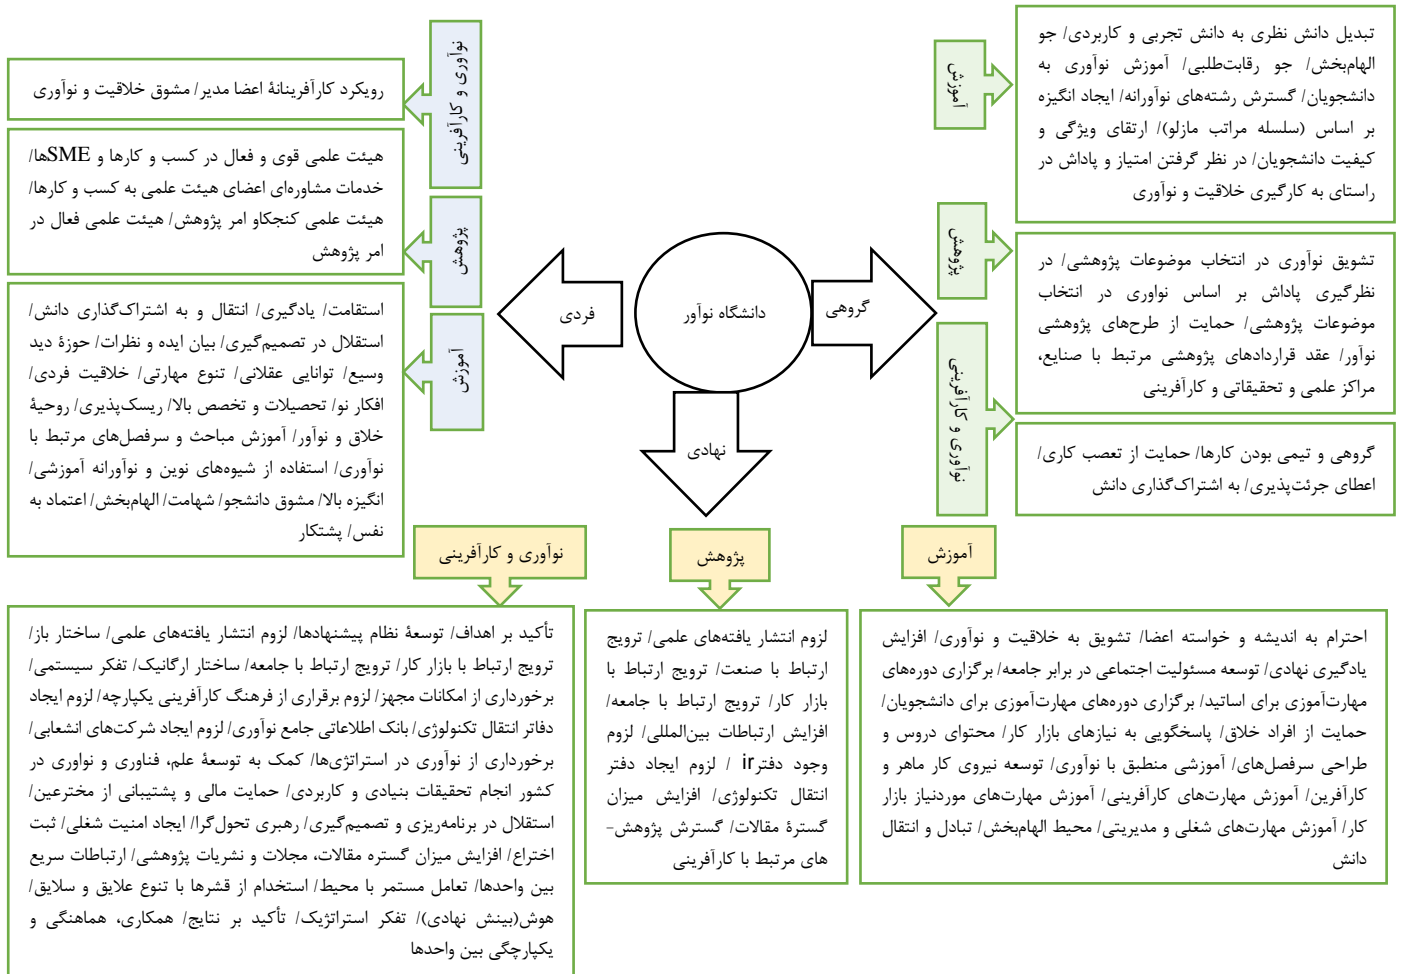 آموزش
تبدیل دانش نظری به دانش تجربی و کاربردی/ جو
الهام‌بخش/ جو رقابت‌طلبی/ آموزش نوآوری به
دانشجویان/ گسترش رشته‌های نوآورانه/ ایجاد انگیزه
بر اساس (سلسله مراتب مازلو)/ ارتقای ویژگی و
کیفیت دانشجویان/ در نظر گرفتن امتیاز و پاداش در
راستای به کارگیری خلاقیت و نوآوری
پژوهش
تشویق نوآوری در انتخاب موضوعات پژوهشی/ در
نظرگیری پاداش بر اساس نواوری در انتخاب
موضوعات پژوهشی/ حمایت از طرح‌های پژوهشی
نوآور/ عقد قراردادهای پژوهشی مرتبط با صنایع،
مراکز علمی و تحقیقاتی و کارآفرینی
نوآوری و کارآفرینی
گروهی و تیمی بودن کارها/ حمایت از تعصب کاری/
اعطای جرئت‌پذیری/ به اشتراک‌گذاری دانش
گروهی
دانشگاه نوآور
فردی
نهادی
نوآوری و کارآفرینی
رویکرد کارآفرینانۀ اعضا مدیر/ مشوق خلاقیت و نوآوری
پژوهش
هیئت علمی قوی و فعال در کسب و کارها و SMEها/
خدمات مشاوره‌ای اعضای هیئت علمی به کسب و کارها/
هیئت علمی کنجکاو امر پژوهش/ هیئت علمی فعال در
امر پژوهش
آموزش
استقامت/ یادگیری/ انتقال و به اشتراک‌گذاری دانش/
استقلال در تصمیم‌گیری/ بیان ایده و نظرات/ حوزۀ دید
وسیع/ توانایی عقلانی/ تنوع مهارتی/ خلاقیت فردی/
افکار نو/ تحصیلات و تخصص بالا/ ریسک‌پذیری/ روحیۀ
خلاق و نوآور/ آموزش مباحث و سرفصل‌های مرتبط با
نوآوری/ استفاده از شیوه‌های نوین و نوآورانه آموزشی/
انگیزه بالا/ مشوق دانشجو/ شهامت/ الهام‌بخش/ اعتماد به
نفس/ پشتکار
آموزش
احترام به اندیشه و خواسته اعضا/ تشویق به خلاقیت و نوآوری/ افزایش
یادگیری نهادی/ توسعه مسئولیت اجتماعی در برابر جامعه/ برگزاری دوره‌های
مهارت‌آموزی برای اساتید/ برگزاری دوره‌های مهارت‌آموزی برای دانشجویان/
حمایت از افراد خلاق/ پاسخگویی به نیازهای بازار کار/ محتوای دروس و
طراحی سرفصل‌های/ آموزشی منطبق با نوآوری/ توسعه نیروی کار ماهر و
کارآفرین/ آموزش مهارت‌های کارآفرینی/ آموزش مهارت‌های موردنیاز بازار
کار/ آموزش مهارت‌های شغلی و مدیریتی/ محیط الهام‌بخش/ تبادل و انتقال
دانش
پژوهش
لزوم انتشار یافته‌های علمی/ ترویج
ارتباط با صنعت/ ترویج ارتباط با
بازار کار/ ترویج ارتباط با جامعه/
افزایش ارتباطات بین‌المللی/ لزوم
وجود دفترir / لزوم ایجاد دفتر
انتقال تکنولوژی/ افزایش میزان
گسترۀ مقالات/ گسترش پژوهش-
های مرتبط با کارآفرینی
نوآوری و کارآفرینی
تأکید بر اهداف/ توسعۀ نظام پیشنهادها/ لزوم انتشار یافته‌های علمی/ ساختار باز/
ترویج ارتباط با بازار کار/ ترویج ارتباط با جامعه/ ساختار ارگانیک/ تفکر سیستمی/
برخورداری از امکانات مجهز/ لزوم برقراری از فرهنگ کارآفرینی یکپارچه/ لزوم ایجاد
دفاتر انتقال تکنولوژی/ بانک اطلاعاتی جامع نوآوری/ لزوم ایجاد شرکت‌های انشعابی/
برخورداری از نوآوری در استراتژی‌ها/ کمک به توسعۀ علم، فناوری و نواوری در
کشور انجام تحقیقات بنیادی و کاربردی/ حمایت مالی و پشتیبانی از مخترعین/
استقلال در برنامه‌ریزی و تصمیم‌گیری/ رهبری تحول‌گرا/ ایجاد امنیت شغلی/ ثبت
اختراع/ افزایش میزان گستره مقالات، مجلات و نشریات پژوهشی/ ارتباطات سریع
بین واحدها/ تعامل مستمر با محیط/ استخدام از قشرها با تنوع علایق و سلایق/
هوش(بینش نهادی)/ تفکر استراتژیک/ تأکید بر نتایج/ همکاری، هماهنگی و
یکپارچگی بین واحدها